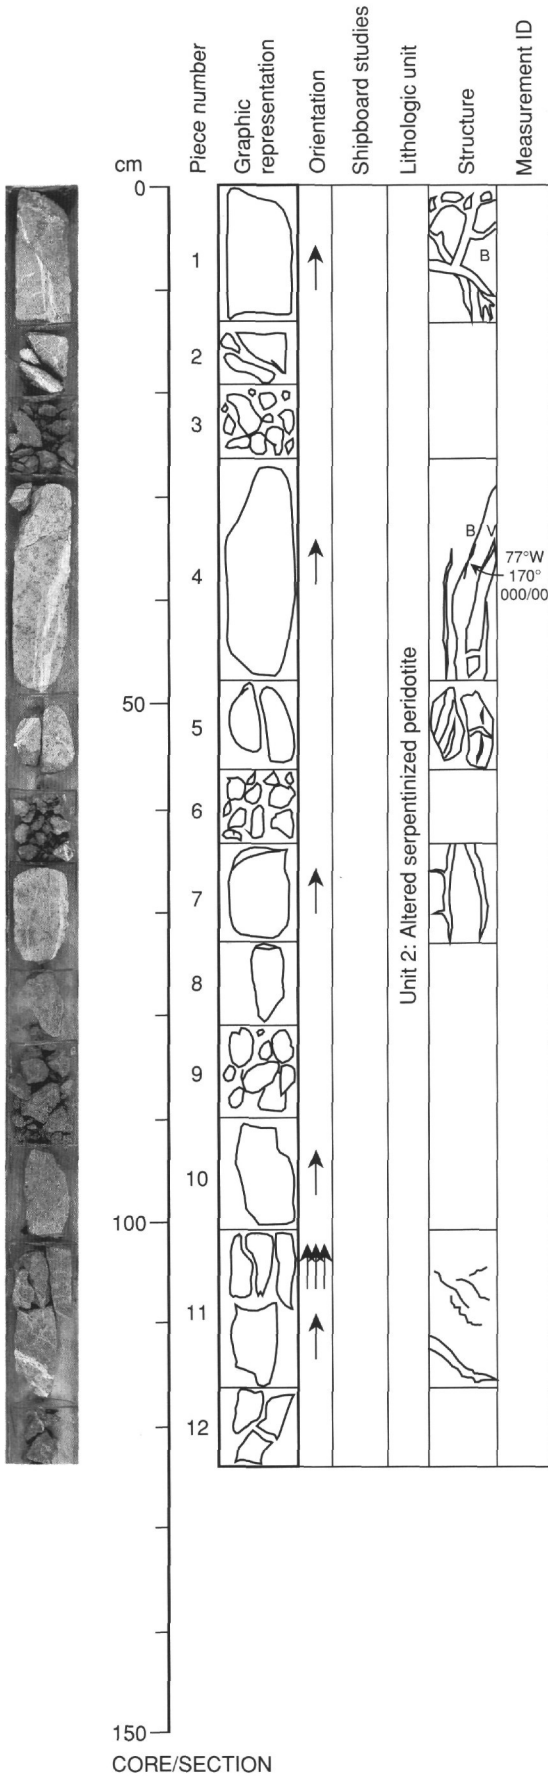 cm
Piece number
Graphic
representation
Orientation
Shipboard studies
Lithologic unit
Structure
Measurement ID
0
1
B
2
3
B V
4
77°W
170°
000/00
50
5
6
7
Unit 2: Altered serpentinized peridotite
8
9
10
100
11
12
150
CORE/SECTION